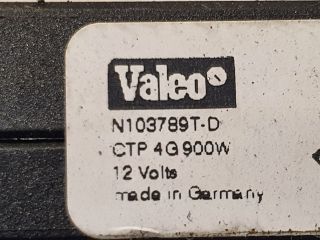 Valeo
N103789T-D
CTP 4G 900W
12 Volts
made in Germany